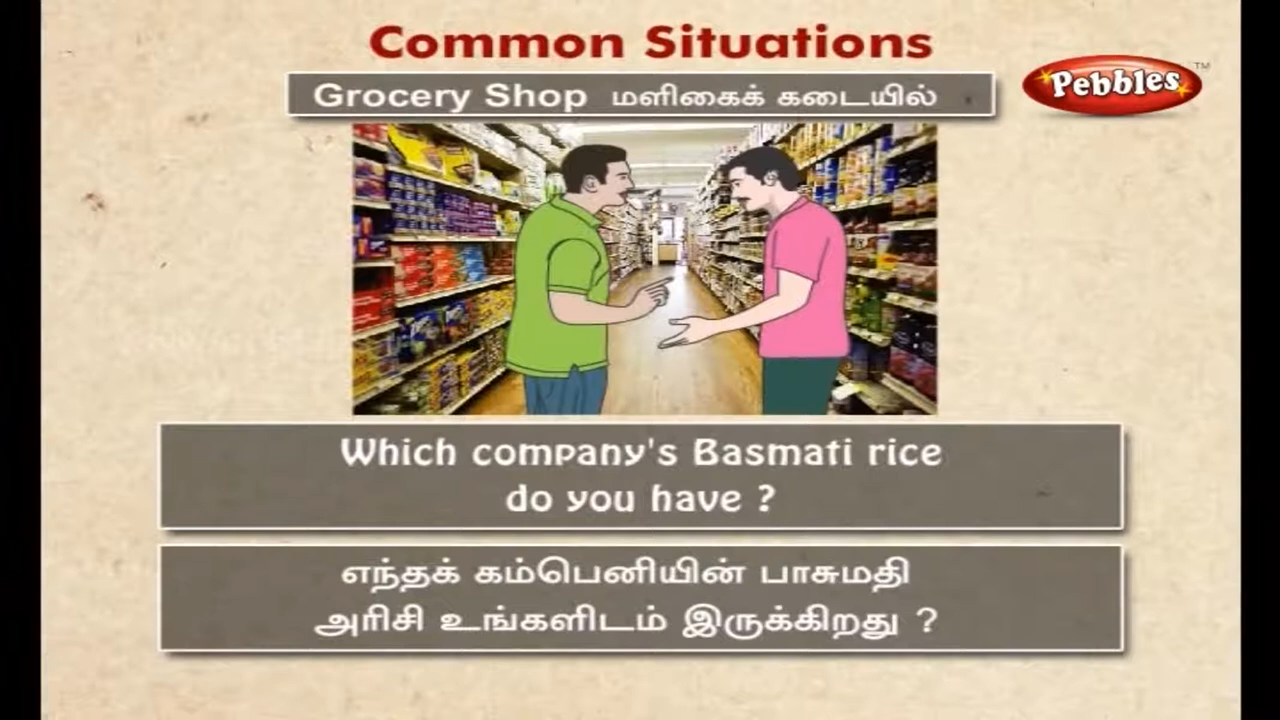 Common Situations
Grocery Shop மளிகைக் கடையில்
Pebbles™
Which company's Basmati rice
do you have ?
எந்தக் கம்பெனியின் பாசுமதி
அரிசி உங்களிடம் இருக்கிறது ?